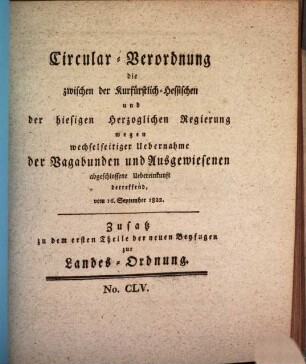 Circular-Verordnung
die
zwischen der Kurfürstlich-Hessischen
und
der hiesigen Herzoglichen Regierung
wegen
wechselseitiger Uebernahme
der Vagabunden und Ausgewiesenen
abgeschlossene Uebereinkunft
betreffend,
vom 16. September 1822.
Zusatz
zu dem ersten Theile der neuen Beyfugen
zur
Landes-Ordnung.
No. CLV.